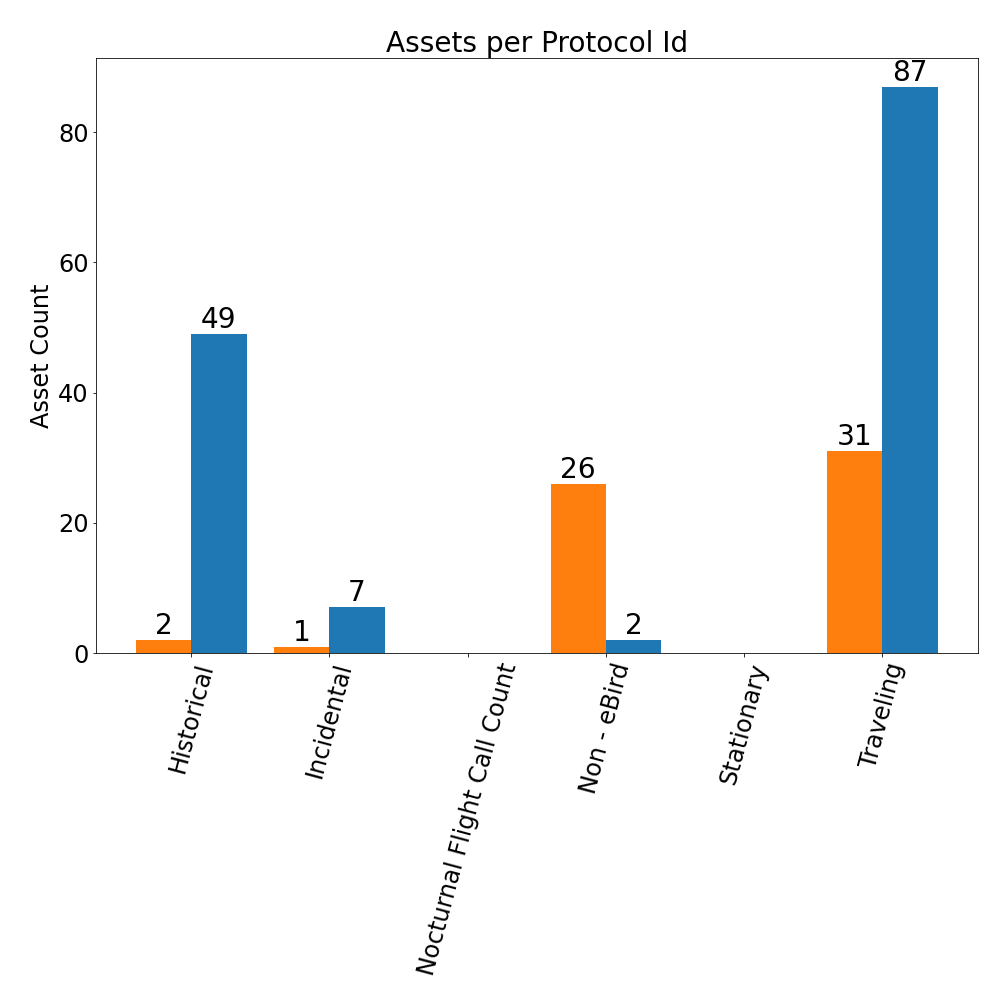 Assets per Protocol Id
Asset Count
80
60
40
20
0
2
49
1
7
26
2
31
87
Historical
Incidental
Nocturnal Flight Call Count
Non - eBird
Stationary
Traveling